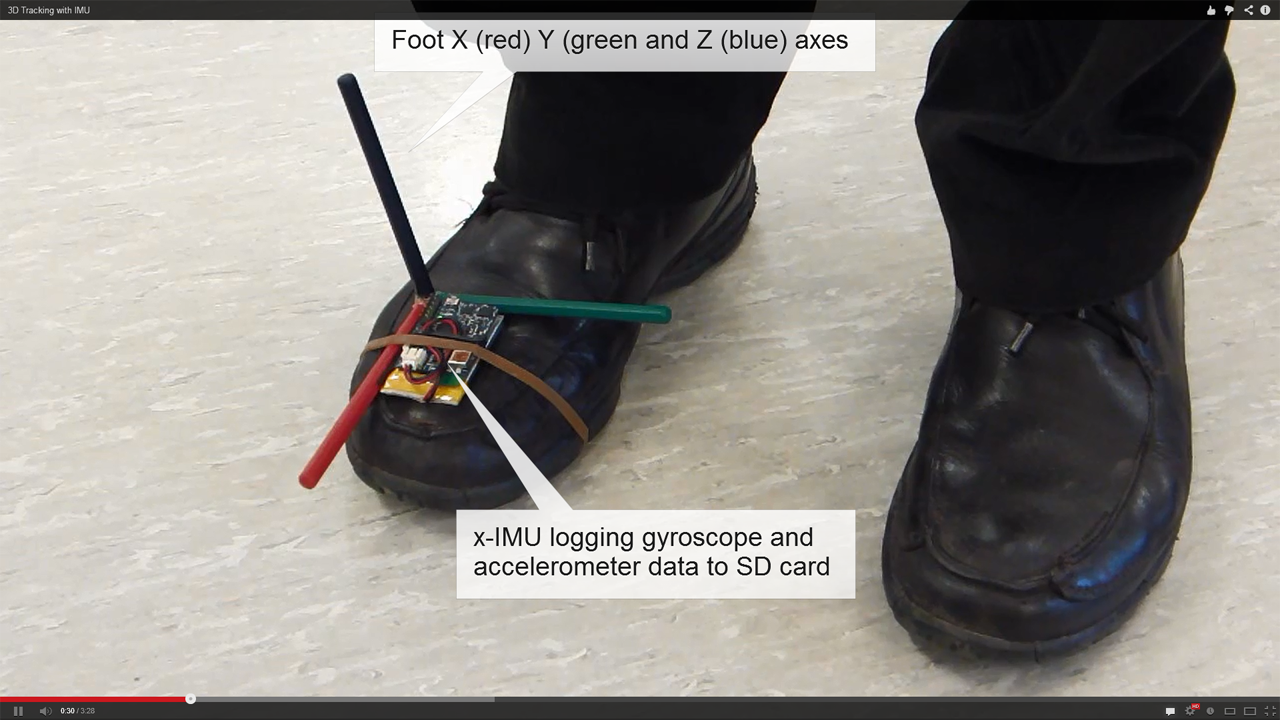 3D Tracking with IMU
Foot X (red) Y (green and Z (blue) axes
x-IMU logging gyroscope and
accelerometer data to SD card
0:30 / 3:28
HD